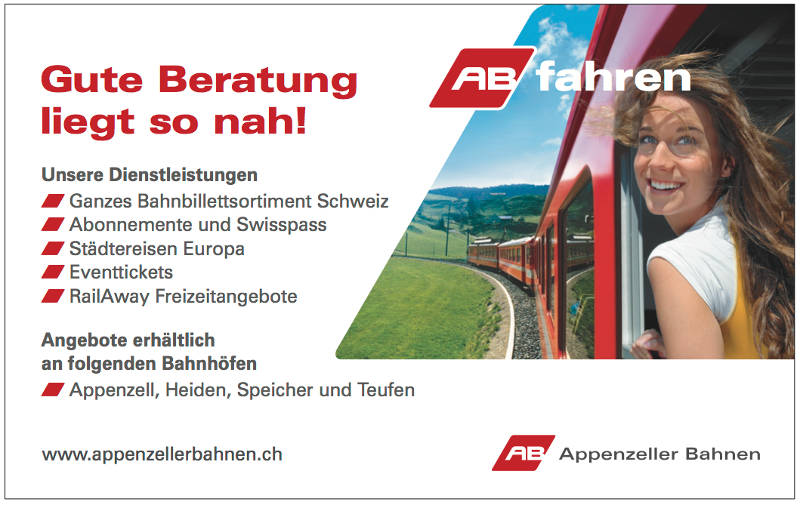 Gute Beratung
liegt so nah!
AB fahren
Unsere Dienstleistungen
Ganzes Bahnbillettsortiment Schweiz
Abonnemente und Swisspass
Städtereisen Europa
Eventtickets
RailAway Freizeitangebote
Angebote erhältlich
an folgenden Bahnhöfen
Appenzell, Heiden, Speicher und Teufen
www.appenzellerbahnen.ch
AB Appenzeller Bahnen